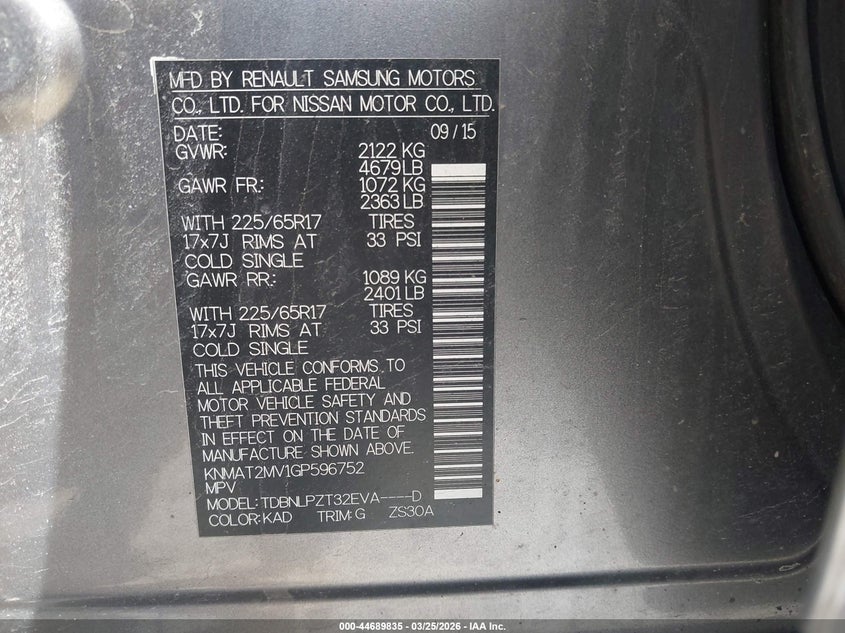 MFD BY RENAULT SAMSUNG MOTORS
CO., LTD. FOR NISSAN MOTOR CO., LTD.
DATE: 09/15
GVWR: 2122 KG
4679 LB
GAWR FR.: 1072 KG
2363 LB
WITH 225/65R17 TIRES
17x7J RIMS AT 33 PSI
COLD SINGLE
GAWR RR.: 1089 KG
2401 LB
WITH 225/65R17 TIRES
17x7J RIMS AT 33 PSI
COLD SINGLE
THIS VEHICLE CONFORMS TO
ALL APPLICABLE FEDERAL
MOTOR VEHICLE SAFETY AND
THEFT PREVENTION STANDARDS
IN EFFECT ON THE DATE OF
MANUFACTURE SHOWN ABOVE.
KNMAT2MV1GP596752
MPV
MODEL: TDBNLPZT32EVA----D
COLOR: KAD TRIM: G ZS30A
000-44689835 - 03/25/2026 - IAA Inc.